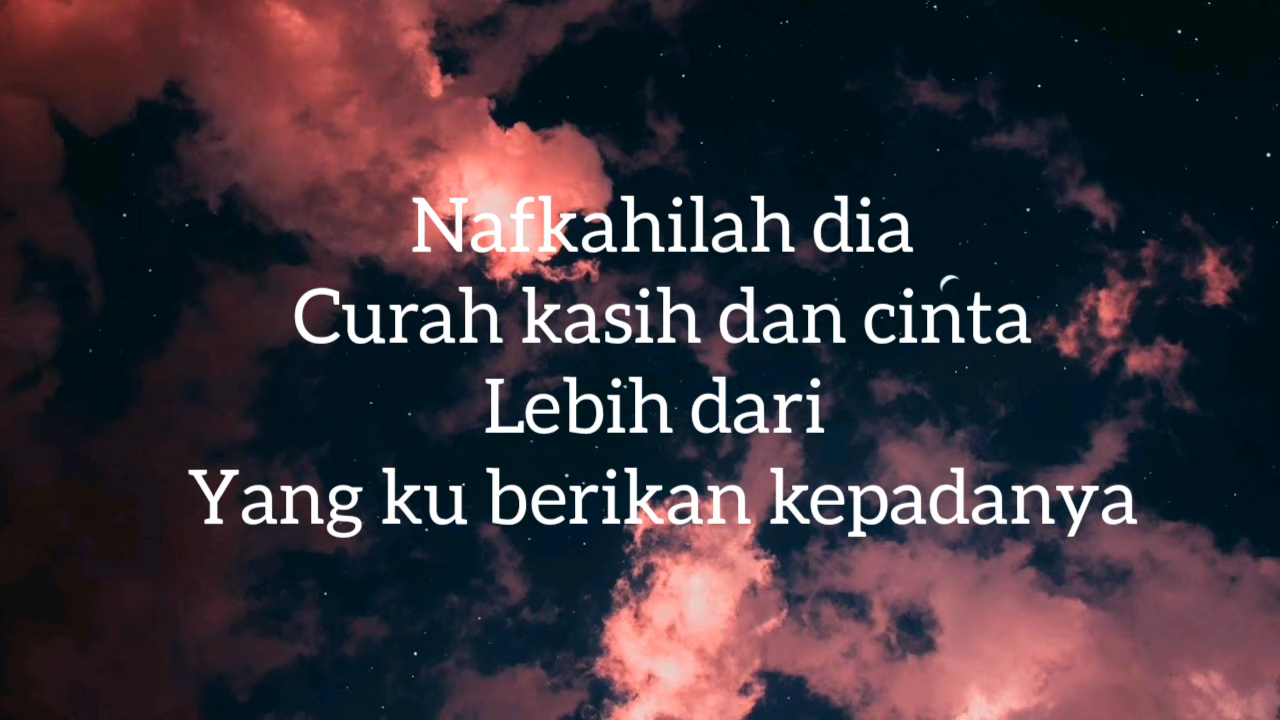 Nafkahilah dia
Curah kasih dan cinta
Lebih dari
Yang ku berikan kepadanya